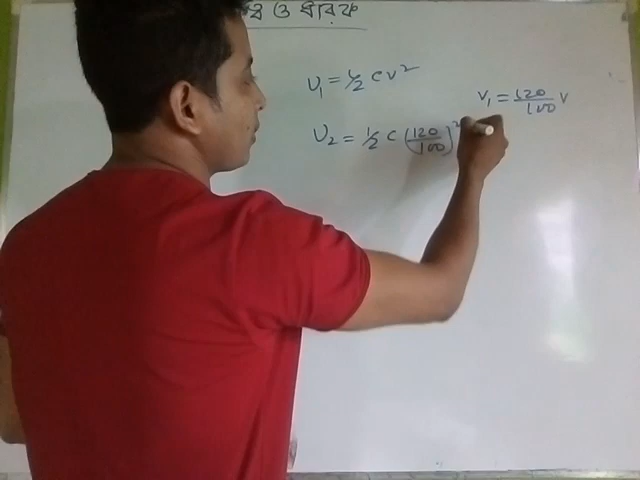 ও ধারক
U₁ = ½ CV²
V₁ = 120/100 V
U₂ = ½ C (120/100)²